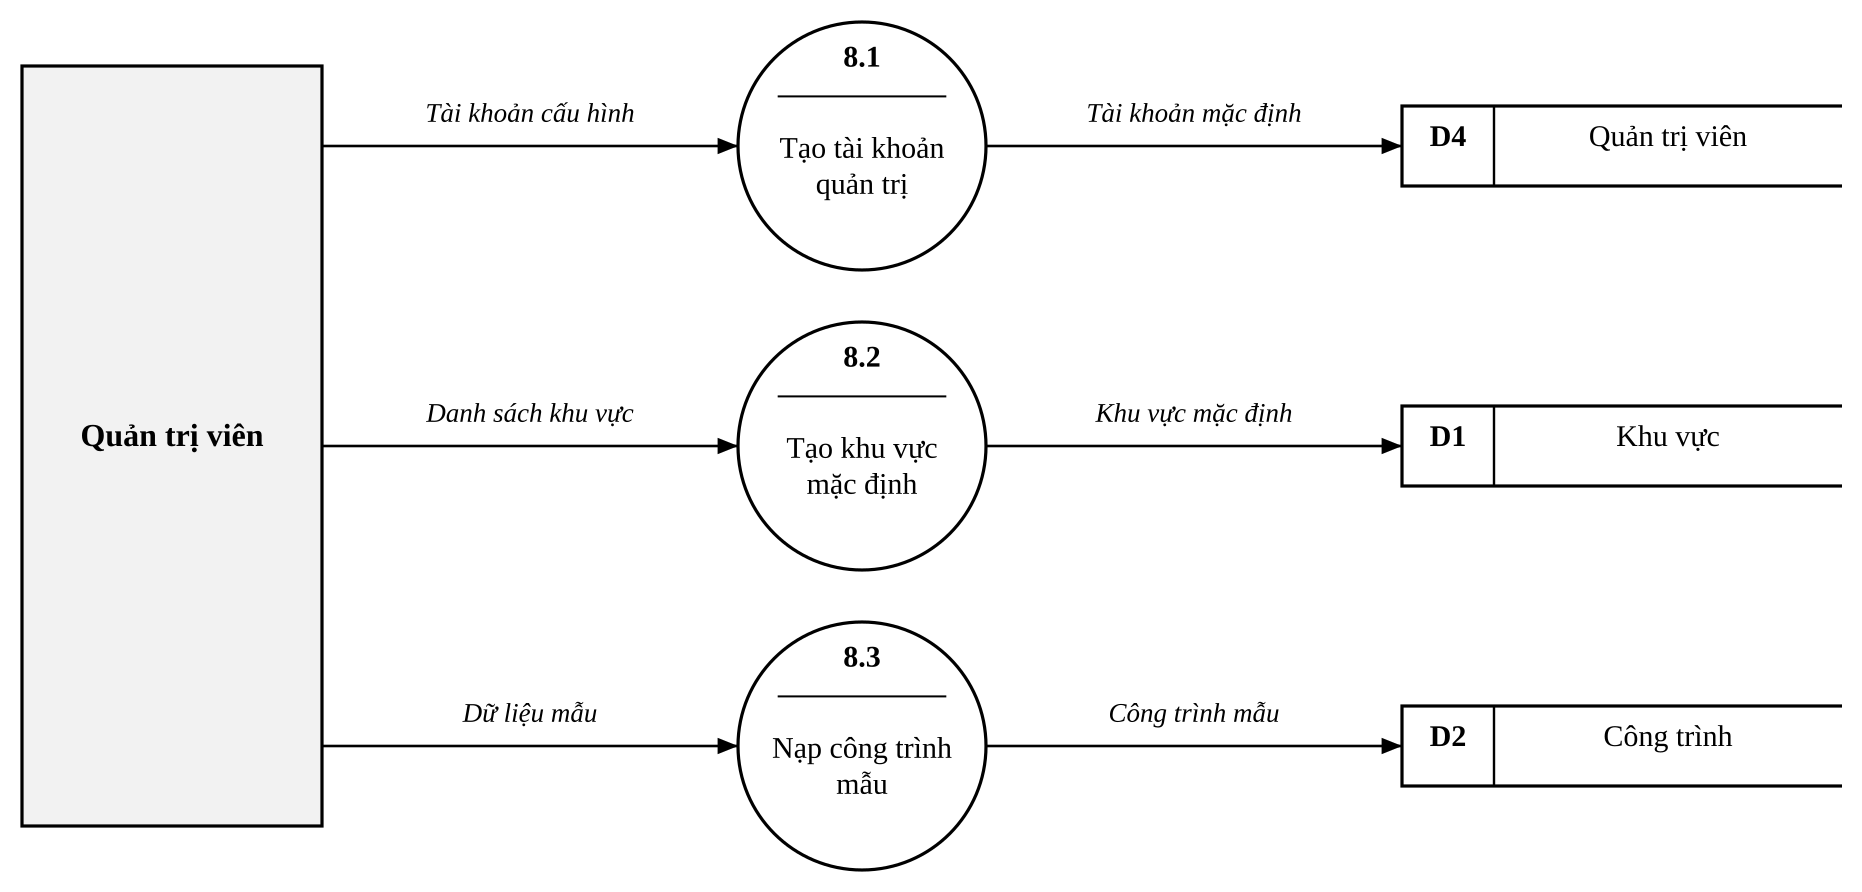 8.1
Tài khoản cấu hình
Tài khoản mặc định
D4
Quản trị viên
Tạo tài khoản
quản trị
8.2
Danh sách khu vực
Khu vực mặc định
Quản trị viên
D1
Khu vực
Tạo khu vực
mặc định
8.3
Dữ liệu mẫu
Công trình mẫu
D2
Công trình
Nạp công trình
mẫu